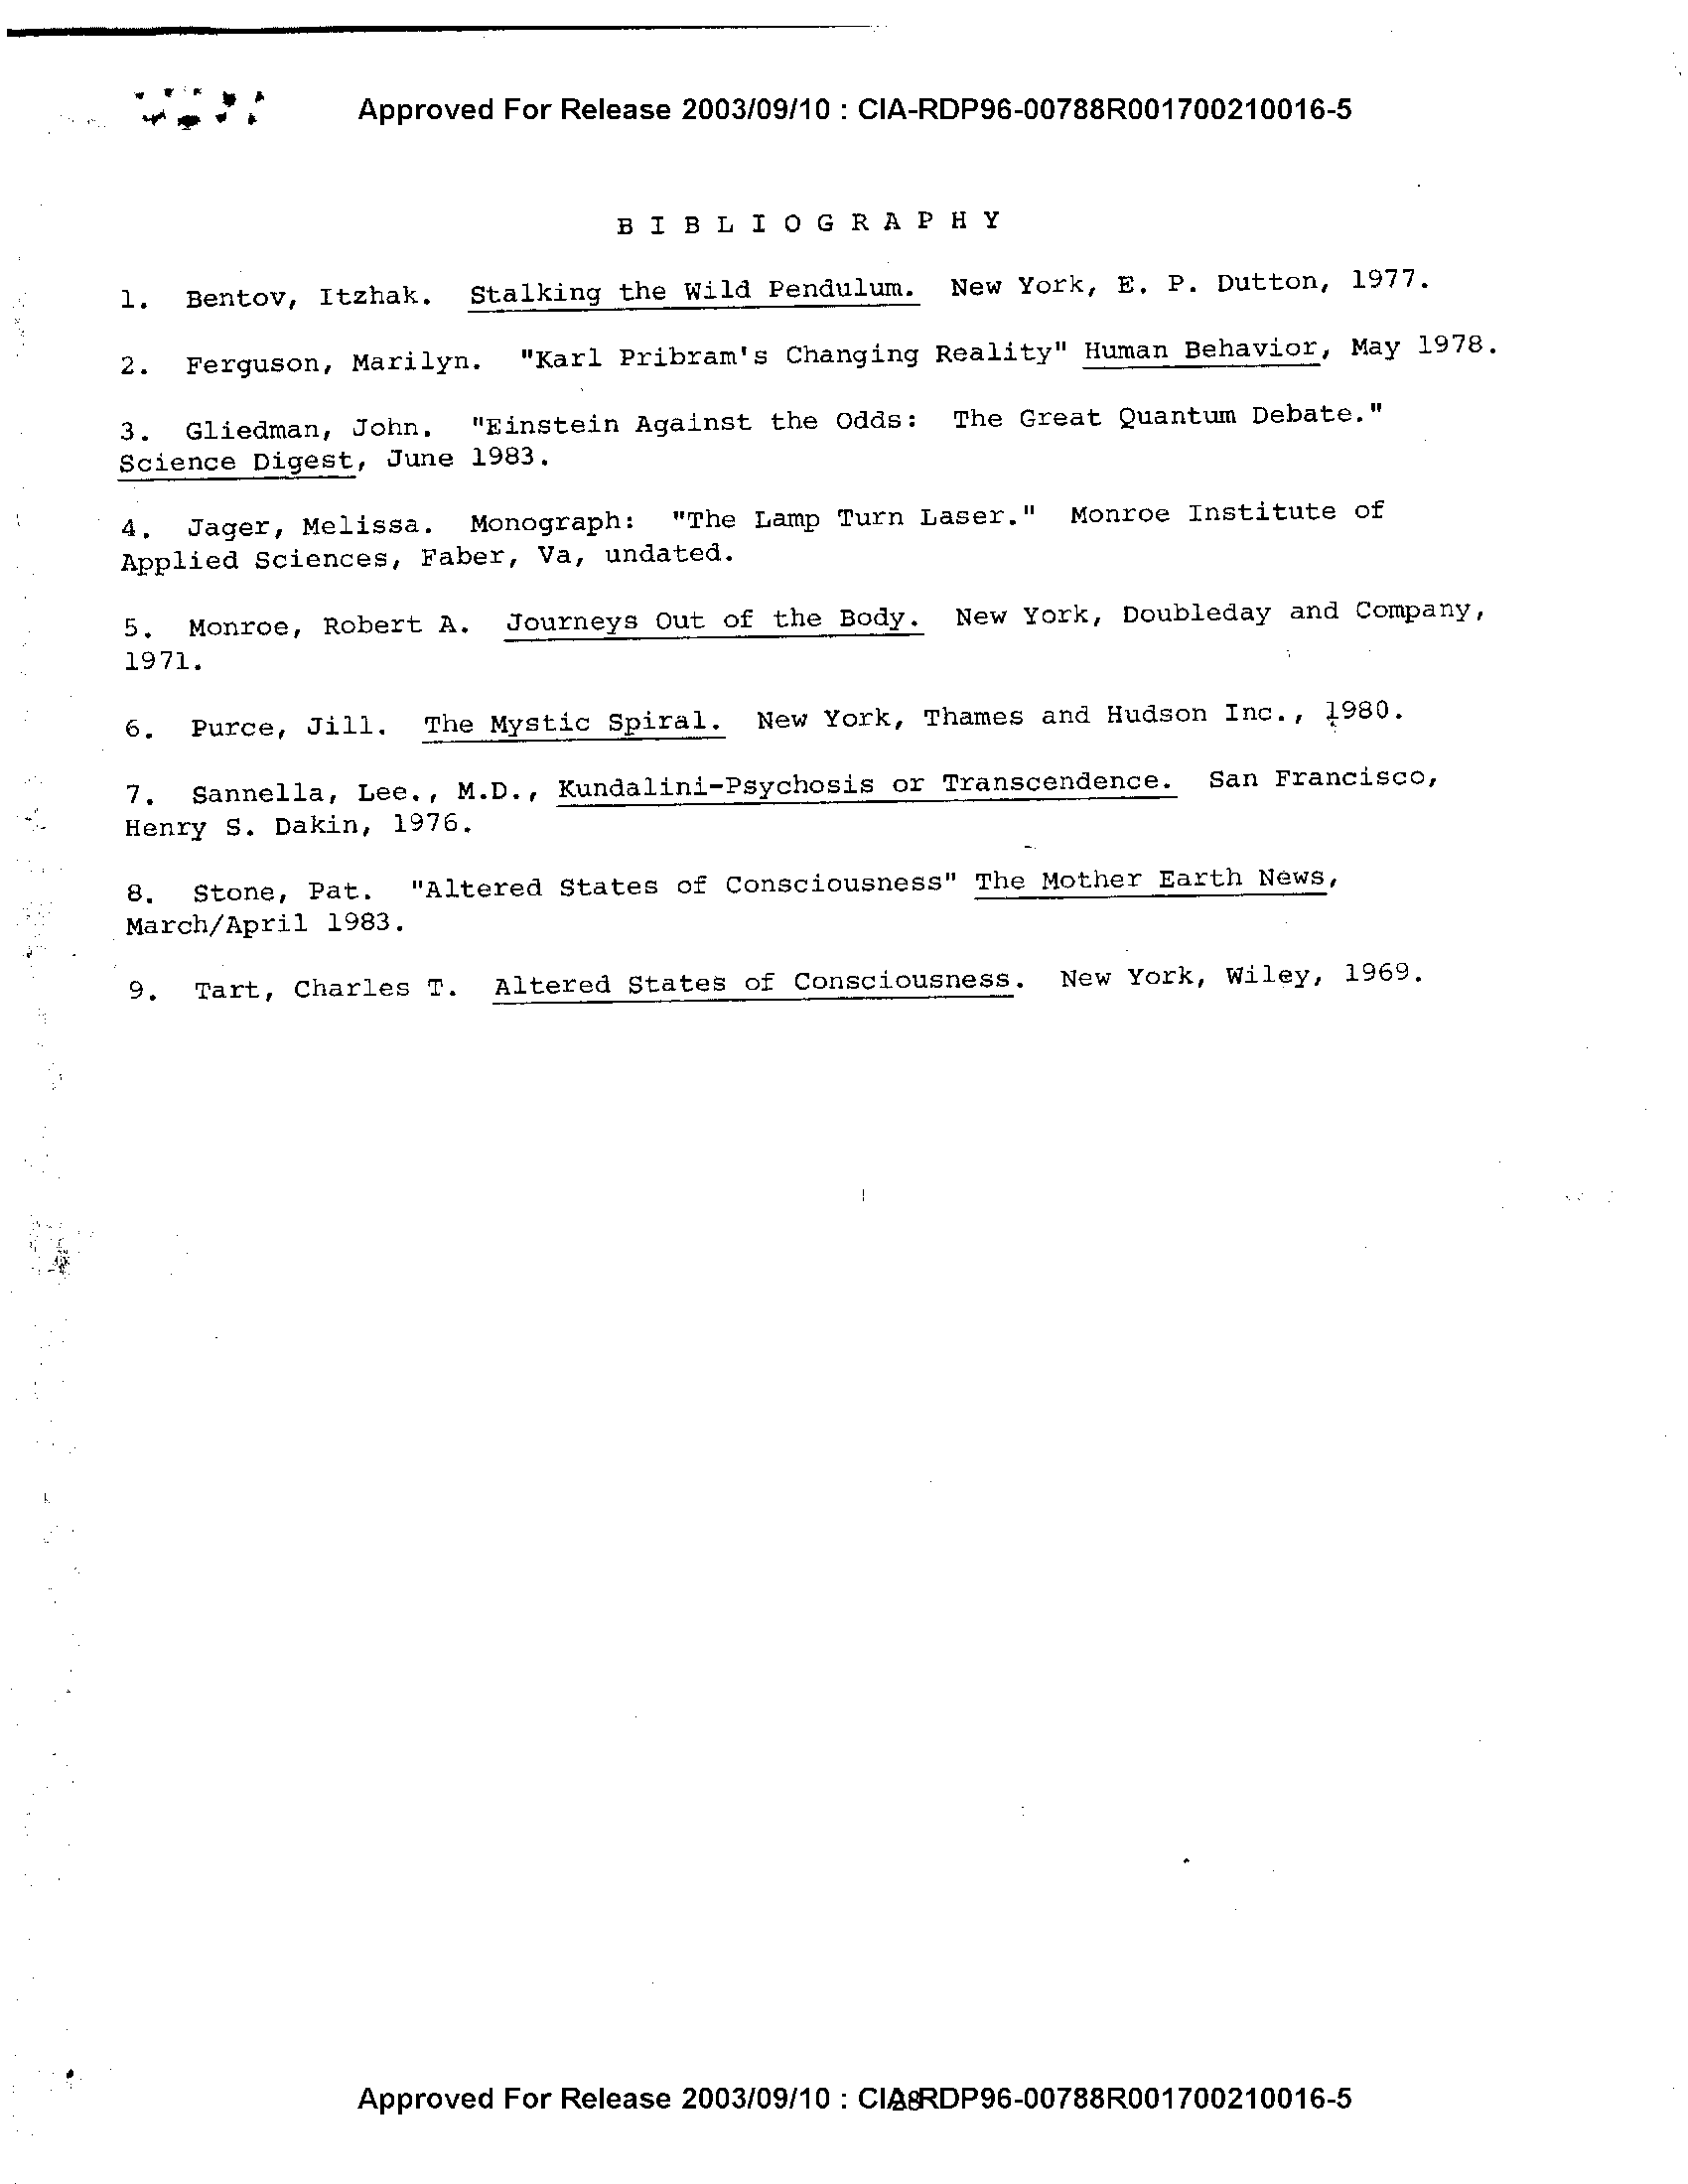 Approved For Release 2003/09/10 : CIA-RDP96-00788R001700210016-5
B I B L I O G R A P H Y
1. Bentov, Itzhak. Stalking the Wild Pendulum. New York, E. P. Dutton, 1977.
2. Ferguson, Marilyn. "Karl Pribram's Changing Reality" Human Behavior, May 1978.
3. Gliedman, John. "Einstein Against the Odds: The Great Quantum Debate."
Science Digest, June 1983.
4. Jager, Melissa. Monograph: "The Lamp Turn Laser." Monroe Institute of
Applied Sciences, Faber, Va, undated.
5. Monroe, Robert A. Journeys Out of the Body. New York, Doubleday and Company,
1971.
6. Purce, Jill. The Mystic Spiral. New York, Thames and Hudson Inc., 1980.
7. Sannella, Lee., M.D., Kundalini-Psychosis or Transcendence. San Francisco,
Henry S. Dakin, 1976.
8. Stone, Pat. "Altered States of Consciousness" The Mother Earth News,
March/April 1983.
9. Tart, Charles T. Altered States of Consciousness. New York, Wiley, 1969.
Approved For Release 2003/09/10 : CIA-RDP96-00788R001700210016-5